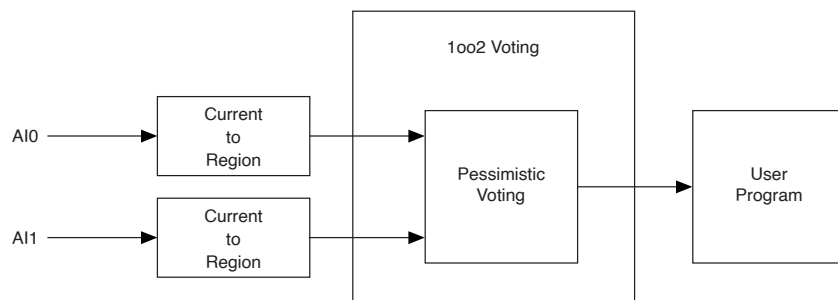 1oo2 Voting
AI0
Current
to
Region
Pessimistic
Voting
User
Program
AI1
Current
to
Region